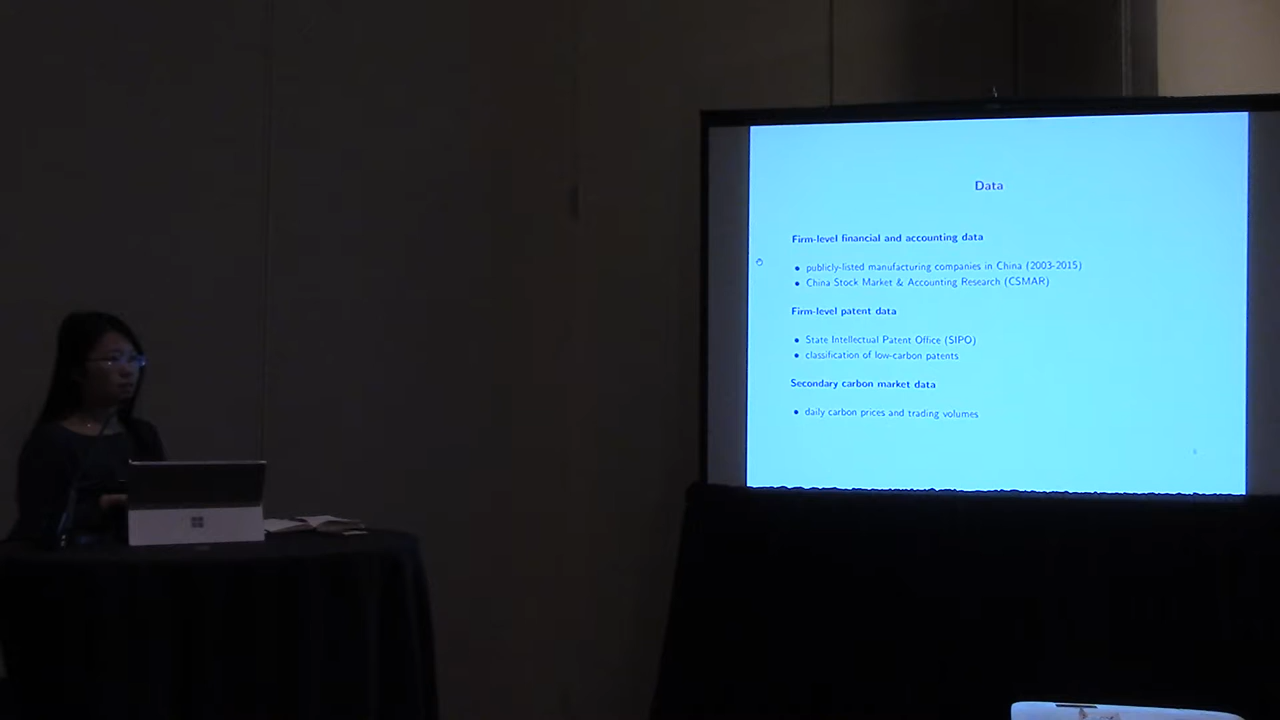 Data
Firm-level financial and accounting data
• publicly-listed manufacturing companies in China (2003-2015)
• China Stock Market & Accounting Research (CSMAR)
Firm-level patent data
• State Intellectual Patent Office (SIPO)
• classification of low-carbon patents
Secondary carbon market data
• daily carbon prices and trading volumes